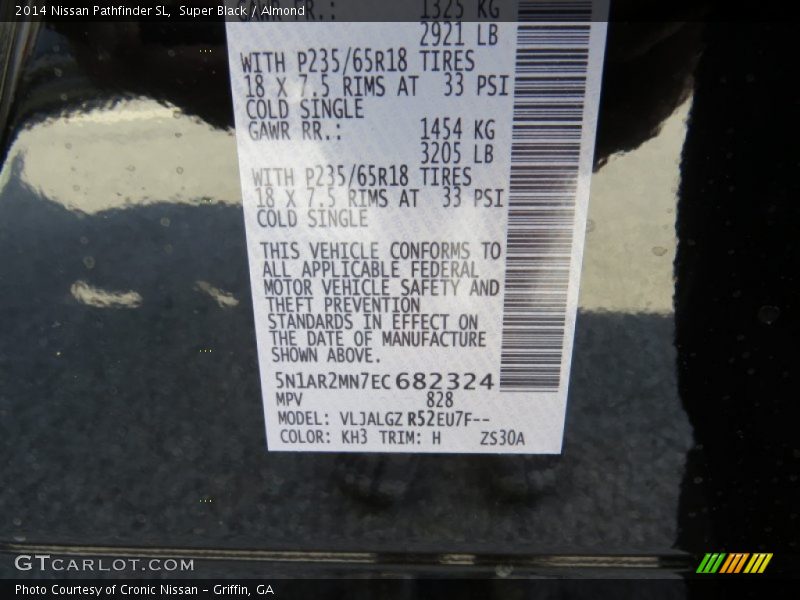 2014 Nissan Pathfinder SL,  Super Black / Almond
GAWR FR.: 1325 KG
2921 LB
WITH P235/65R18 TIRES
18 X 7.5 RIMS AT 33 PSI
COLD SINGLE
GAWR RR.: 1454 KG
3205 LB
WITH P235/65R18 TIRES
18 X 7.5 RIMS AT 33 PSI
COLD SINGLE
THIS VEHICLE CONFORMS TO
ALL APPLICABLE FEDERAL
MOTOR VEHICLE SAFETY AND
THEFT PREVENTION
STANDARDS IN EFFECT ON
THE DATE OF MANUFACTURE
SHOWN ABOVE.
5N1AR2MN7EC682324
MPV 828
MODEL: VLJALGZ R52EU7F--
COLOR: KH3 TRIM: H ZS30A
GTCARLOT.COM
Photo Courtesy of Cronic Nissan - Griffin, GA